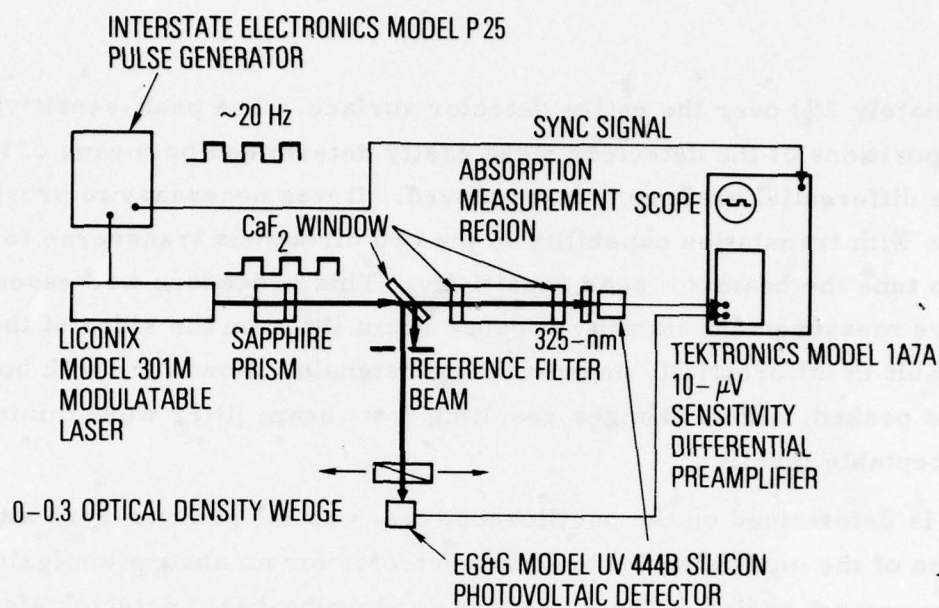 INTERSTATE ELECTRONICS MODEL P25
PULSE GENERATOR
~20 Hz
SYNC SIGNAL
ABSORPTION
MEASUREMENT
REGION
SCOPE
CaF2 WINDOW
LICONIX
MODEL 301M
MODULATABLE
LASER
SAPPHIRE
PRISM
REFERENCE
BEAM
325-nm
FILTER
TEKTRONICS MODEL 1A7A
10-μV
SENSITIVITY
DIFFERENTIAL
PREAMPLIFIER
0-0.3 OPTICAL DENSITY WEDGE
EG&G MODEL UV 444B SILICON
PHOTOVOLTAIC DETECTOR